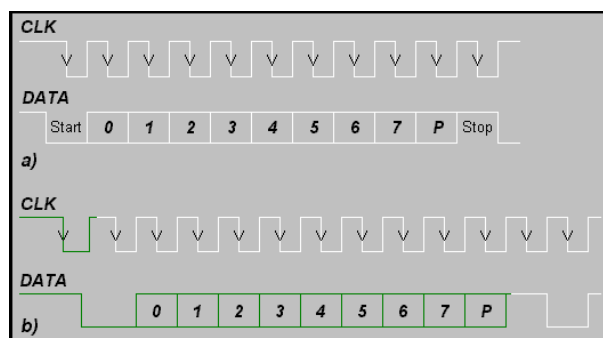 CLK
DATA
Start 0 1 2 3 4 5 6 7 P Stop
a)
CLK
DATA
0 1 2 3 4 5 6 7 P
b)